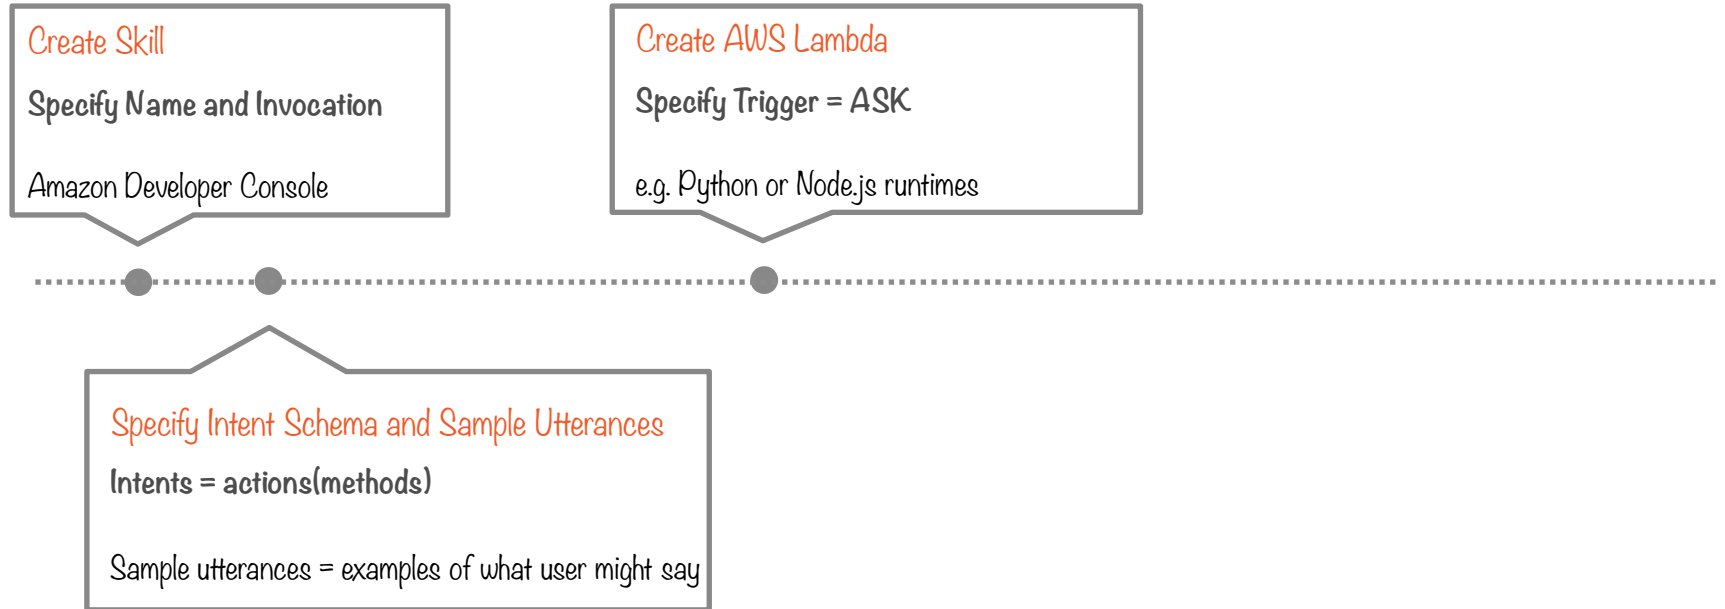 Create Skill
Specify Name and Invocation
Amazon Developer Console
Create AWS Lambda
Specify Trigger = ASK
e.g. Python or Node.js runtimes
Specify Intent Schema and Sample Utterances
Intents = actions(methods)
Sample utterances = examples of what user might say